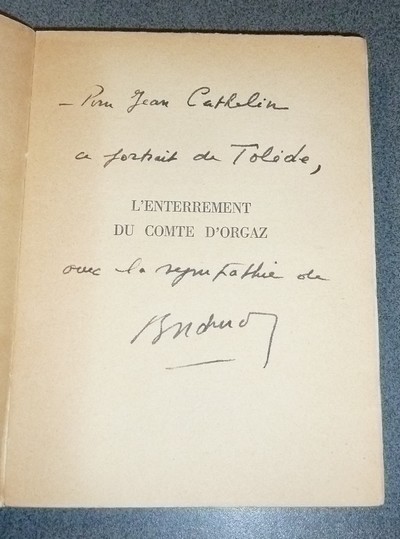 – Pour Jean Cathelin
ce portrait de Tolède,
L'ENTERREMENT
DU COMTE D'ORGAZ
avec la sympathie de